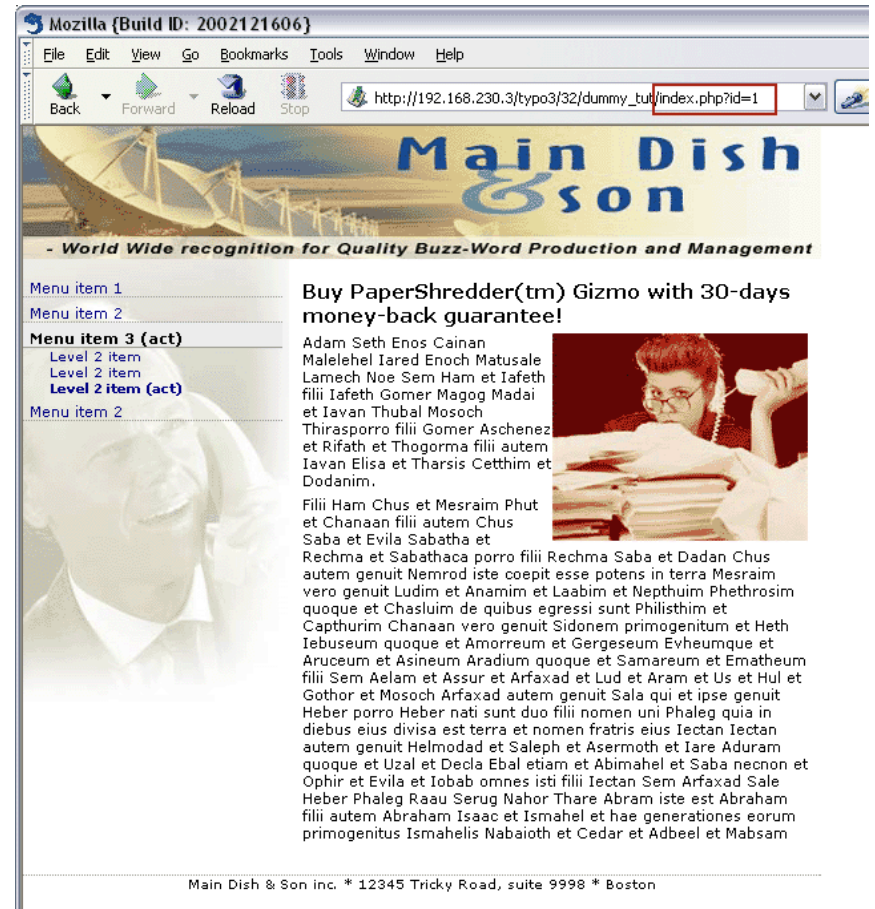 Mozilla {Build ID: 2002121606}
File Edit View Go Bookmarks Tools Window Help
Back Forward Reload Stop http://192.168.230.3/typo3/32/dummy_tut/index.php?id=1
Main Dish
& son
- World Wide recognition for Quality Buzz-Word Production and Management
Menu item 1
Menu item 2
Menu item 3 (act)
Level 2 item
Level 2 item
Level 2 item (act)
Menu item 2
Buy PaperShredder(tm) Gizmo with 30-days
money-back guarantee!
Adam Seth Enos Cainan
Malelehel Iared Enoch Matusale
Lamech Noe Sem Ham et Iafeth
filii Iafeth Gomer Magog Madai
et Iavan Thubal Mosoch
Thirasporro filii Gomer Aschenez
et Rifath et Thogorma filii autem
Iavan Elisa et Tharsis Cetthim et
Dodanim.
Filii Ham Chus et Mesraim Phut
et Chanaan filii autem Chus
Saba et Evila Sabatha et
Rechma et Sabathaca porro filii Rechma Saba et Dadan Chus
autem genuit Nemrod iste coepit esse potens in terra Mesraim
vero genuit Ludim et Anamim et Laabim et Nepthuim Phethrosim
quoque et Chasluim de quibus egressi sunt Philisthim et
Capthurim Chanaan vero genuit Sidonem primogenitum et Heth
Iebuseum quoque et Amorreum et Gergeseum Evheumque et
Aruceum et Asineum Aradium quoque et Samareum et Ematheum
filii Sem Aelam et Assur et Arfaxad et Lud et Aram et Us et Hul et
Gothor et Mosoch Arfaxad autem genuit Sala qui et ipse genuit
Heber porro Heber nati sunt duo filii nomen uni Phaleg quia in
diebus eius divisa est terra et nomen fratris eius Iectan Iectan
autem genuit Helmodad et Saleph et Asermoth et Iare Aduram
quoque et Uzal et Decla Ebal etiam et Abimahel et Saba necnon et
Ophir et Evila et Iobab omnes isti filii Iectan Sem Arfaxad Sale
Heber Phaleg Raau Serug Nahor Thare Abram iste est Abraham
filii autem Abraham Isaac et Ismahel et hae generationes eorum
primogenitus Ismahelis Nabaioth et Cedar et Adbeel et Mabsam
Main Dish & Son inc. * 12345 Tricky Road, suite 9998 * Boston